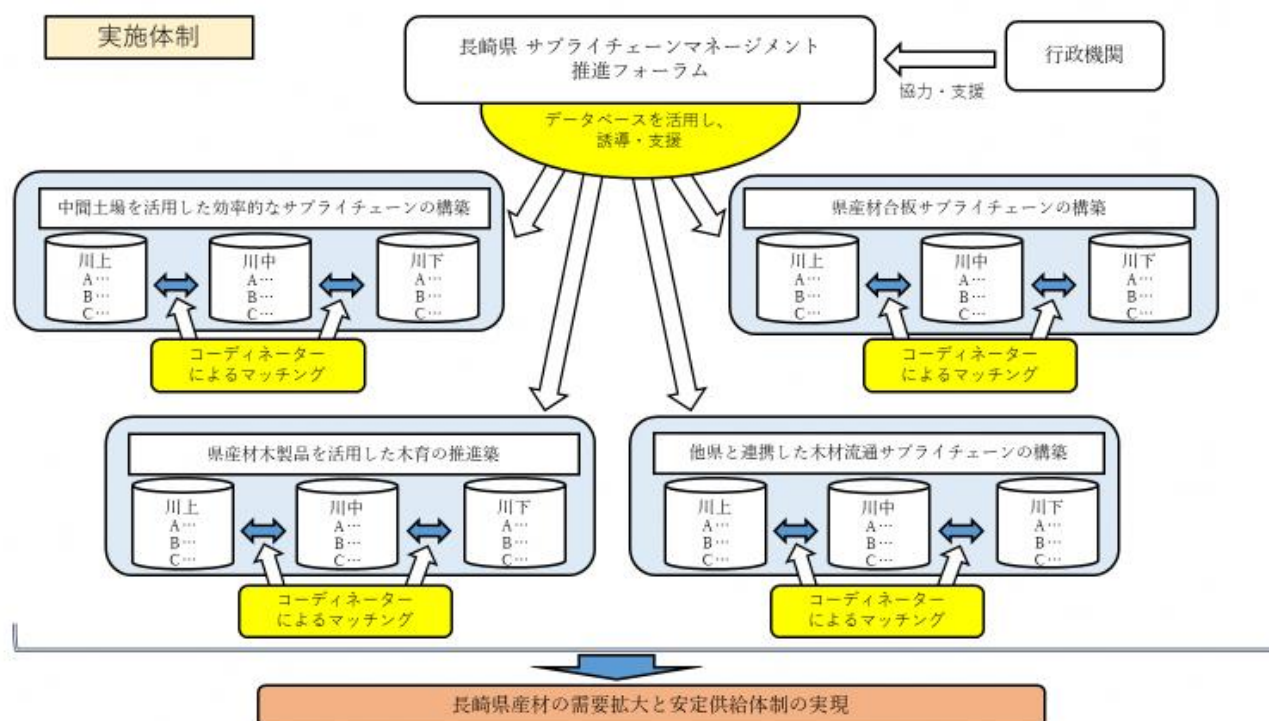 実施体制
長崎県 サプライチェーンマネージメント
推進フォーラム
行政機関
協力・支援
データベースを活用し、
誘導・支援
中間土場を活用した効率的なサプライチェーンの構築
川上
A…
B…
C…
川中
A…
B…
C…
川下
A…
B…
C…
コーディネーター
によるマッチング
県産材合板サプライチェーンの構築
川上
A…
B…
C…
川中
A…
B…
C…
川下
A…
B…
C…
コーディネーター
によるマッチング
県産材木製品を活用した木育の推進築
川上
A…
B…
C…
川中
A…
B…
C…
川下
A…
B…
C…
コーディネーター
によるマッチング
他県と連携した木材流通サプライチェーンの構築
川上
A…
B…
C…
川中
A…
B…
C…
川下
A…
B…
C…
コーディネーター
によるマッチング
長崎県産材の需要拡大と安定供給体制の実現